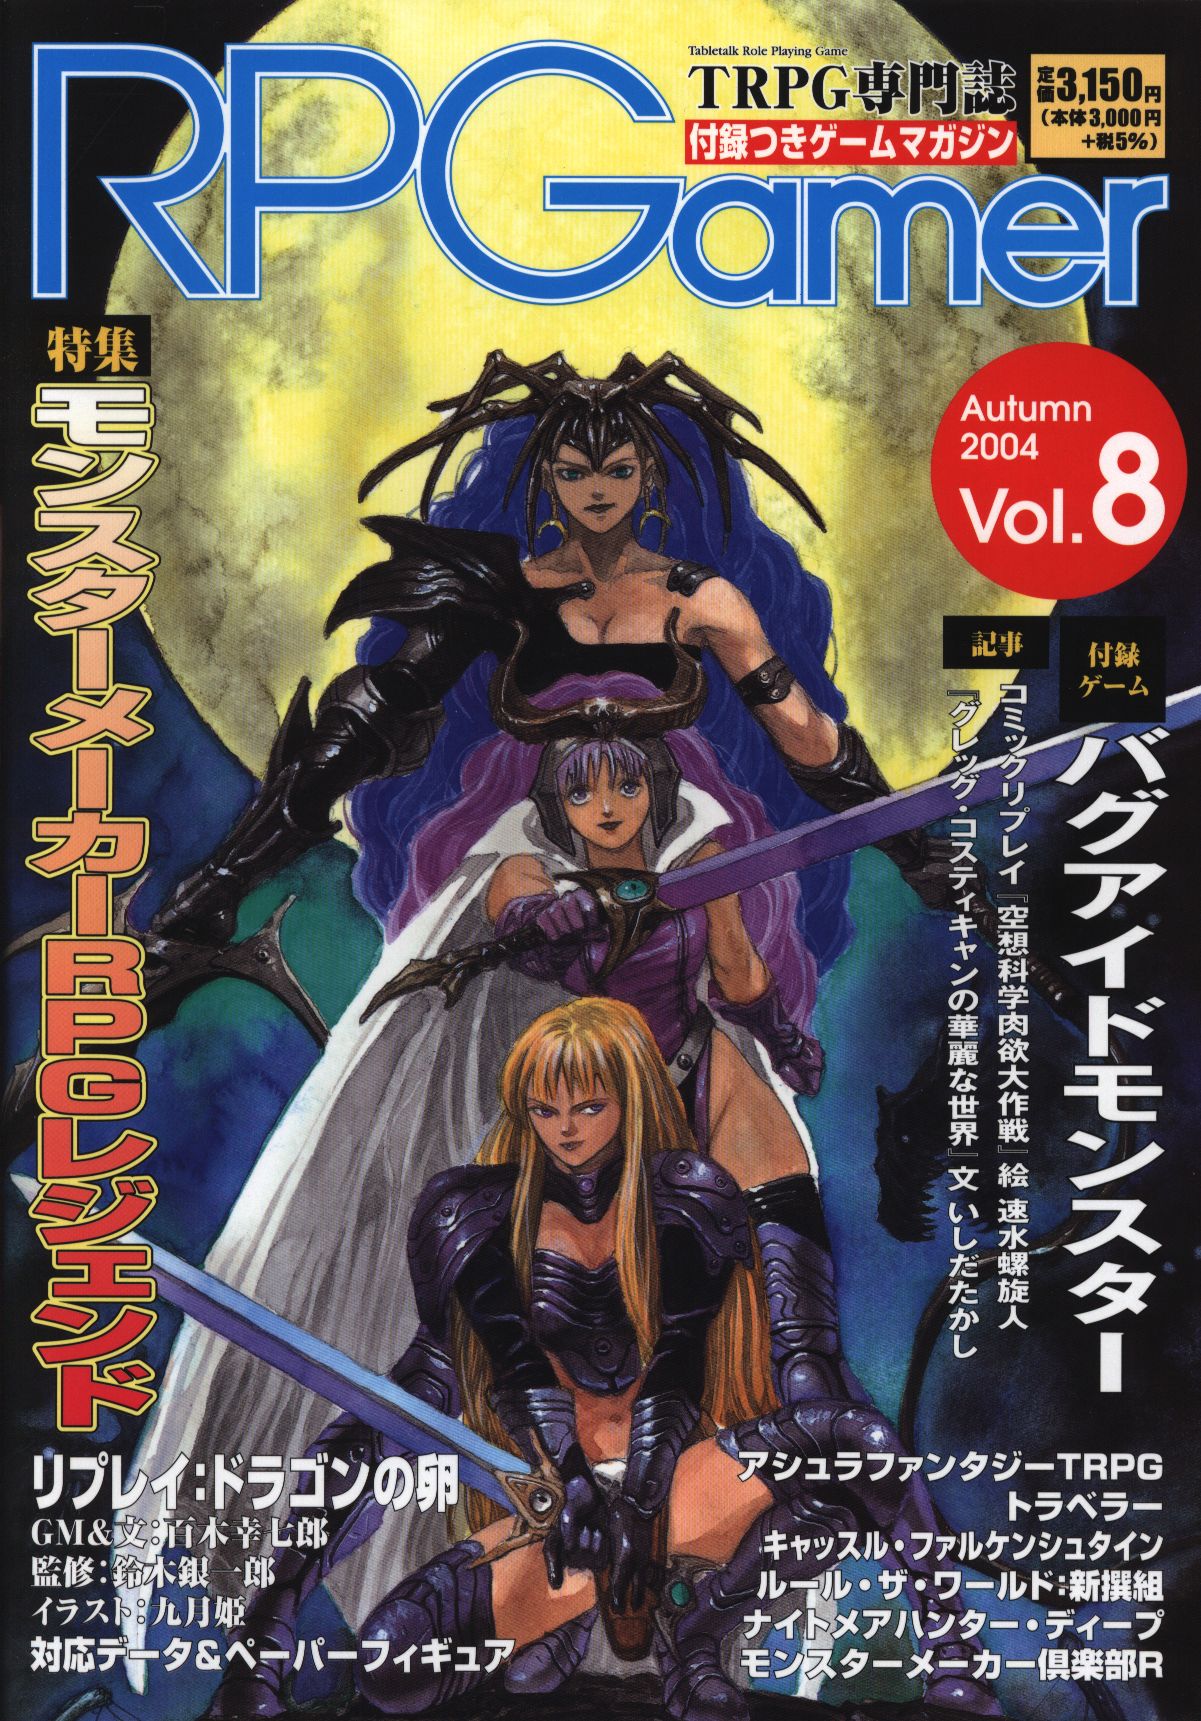 Tabletalk Role Playing Game
TRPG専門誌
付録つきゲームマガジン
定価3,150円
(本体3,000円
+税5%)
RPGamer
特集
モンスターメーカーRPGレジェンド
Autumn
2004
Vol.8
付録
ゲーム
バグアイドモンスター
記事
コミックリプレイ『空想科学肉欲大作戦』絵 速水螺旋人
『グレッグ・コスティキャンの華麗な世界』文 いしだたかし
リプレイ:ドラゴンの卵
GM&文:百木幸七郎
監修:鈴木銀一郎
イラスト:九月姫
対応データ&ペーパーフィギュア
アシュラファンタジーTRPG
トラベラー
キャッスル・ファルケンシュタイン
ルール・ザ・ワールド:新撰組
ナイトメアハンター・ディープ
モンスターメーカー倶楽部R